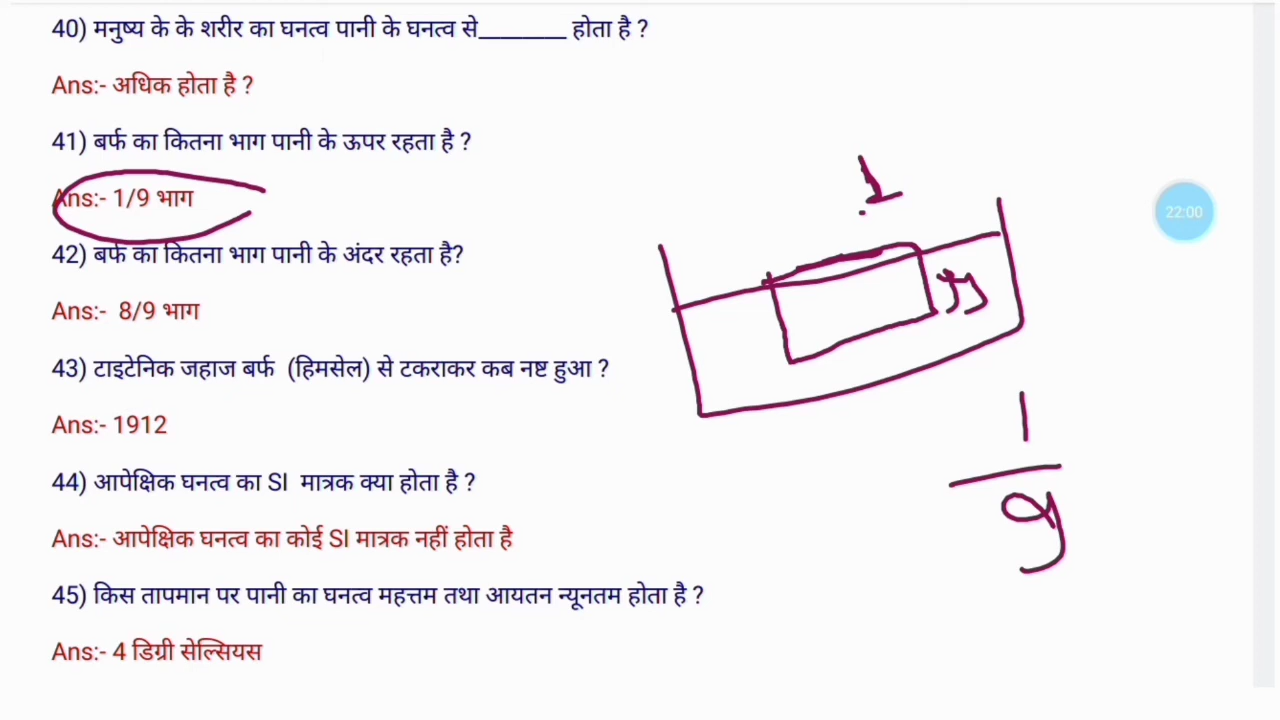 40) मनुष्य के के शरीर का घनत्व पानी के घनत्व से________ होता है ?
Ans:- अधिक होता है ?
41) बर्फ का कितना भाग पानी के ऊपर रहता है ?
Ans:- 1/9 भाग
42) बर्फ का कितना भाग पानी के अंदर रहता है?
Ans:- 8/9 भाग
43) टाइटेनिक जहाज बर्फ (हिमसेल) से टकराकर कब नष्ट हुआ ?
Ans:- 1912
44) आपेक्षिक घनत्व का SI मात्रक क्या होता है ?
Ans:- आपेक्षिक घनत्व का कोई SI मात्रक नहीं होता है
45) किस तापमान पर पानी का घनत्व महत्तम तथा आयतन न्यूनतम होता है ?
Ans:- 4 डिग्री सेल्सियस
22:00
1
1
9